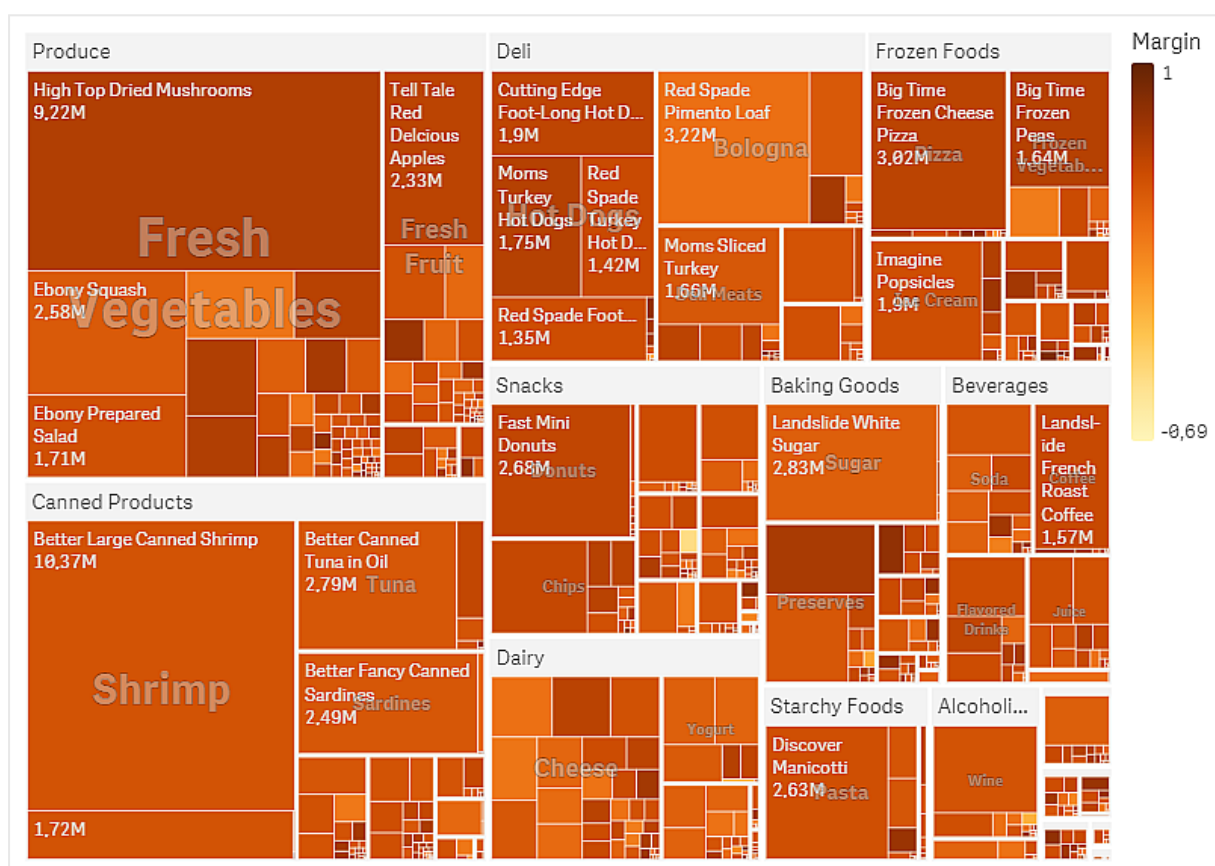 Produce
High Top Dried Mushrooms
9,22M
Fresh
Vegetables
Ebony Squash
2,58M
Ebony Prepared
Salad
1,71M
Tell Tale
Red
Delcious
Apples
2,33M
Fresh
Fruit
Canned Products
Better Large Canned Shrimp
10,37M
Shrimp
1,72M
Better Canned
Tuna in Oil
2,79M
Tuna
Better Fancy Canned
Sardines
2,49M
Sardines
Deli
Cutting Edge
Foot-Long Hot D...
1,9M
Moms
Turkey
Hot Dogs
1,75M
Red
Spade
Turkey
Hot D...
1,42M
Hot Dogs
Red Spade Foot...
1,35M
Red Spade
Pimento Loaf
3,22M
Bologna
Moms Sliced
Turkey
1,66M
Deli Meats
Frozen Foods
Big Time
Frozen Cheese
Pizza
3,02M
Pizza
Big Time
Frozen
Peas
1,64M
Frozen
Vegetab...
Imagine
Popsicles
1,9M
Ice Cream
Snacks
Fast Mini
Donuts
2,68M
Donuts
Chips
Baking Goods
Landslide White
Sugar
2,83M
Sugar
Preserves
Beverages
Soda
Landsl-
ide
French
Roast
Coffee
1,57M
Coffee
Flavored
Drinks
Juice
Dairy
Cheese
Yogurt
Starchy Foods
Discover
Manicotti
2,63M
Pasta
Alcoholi...
Wine
Margin
1
-0,69